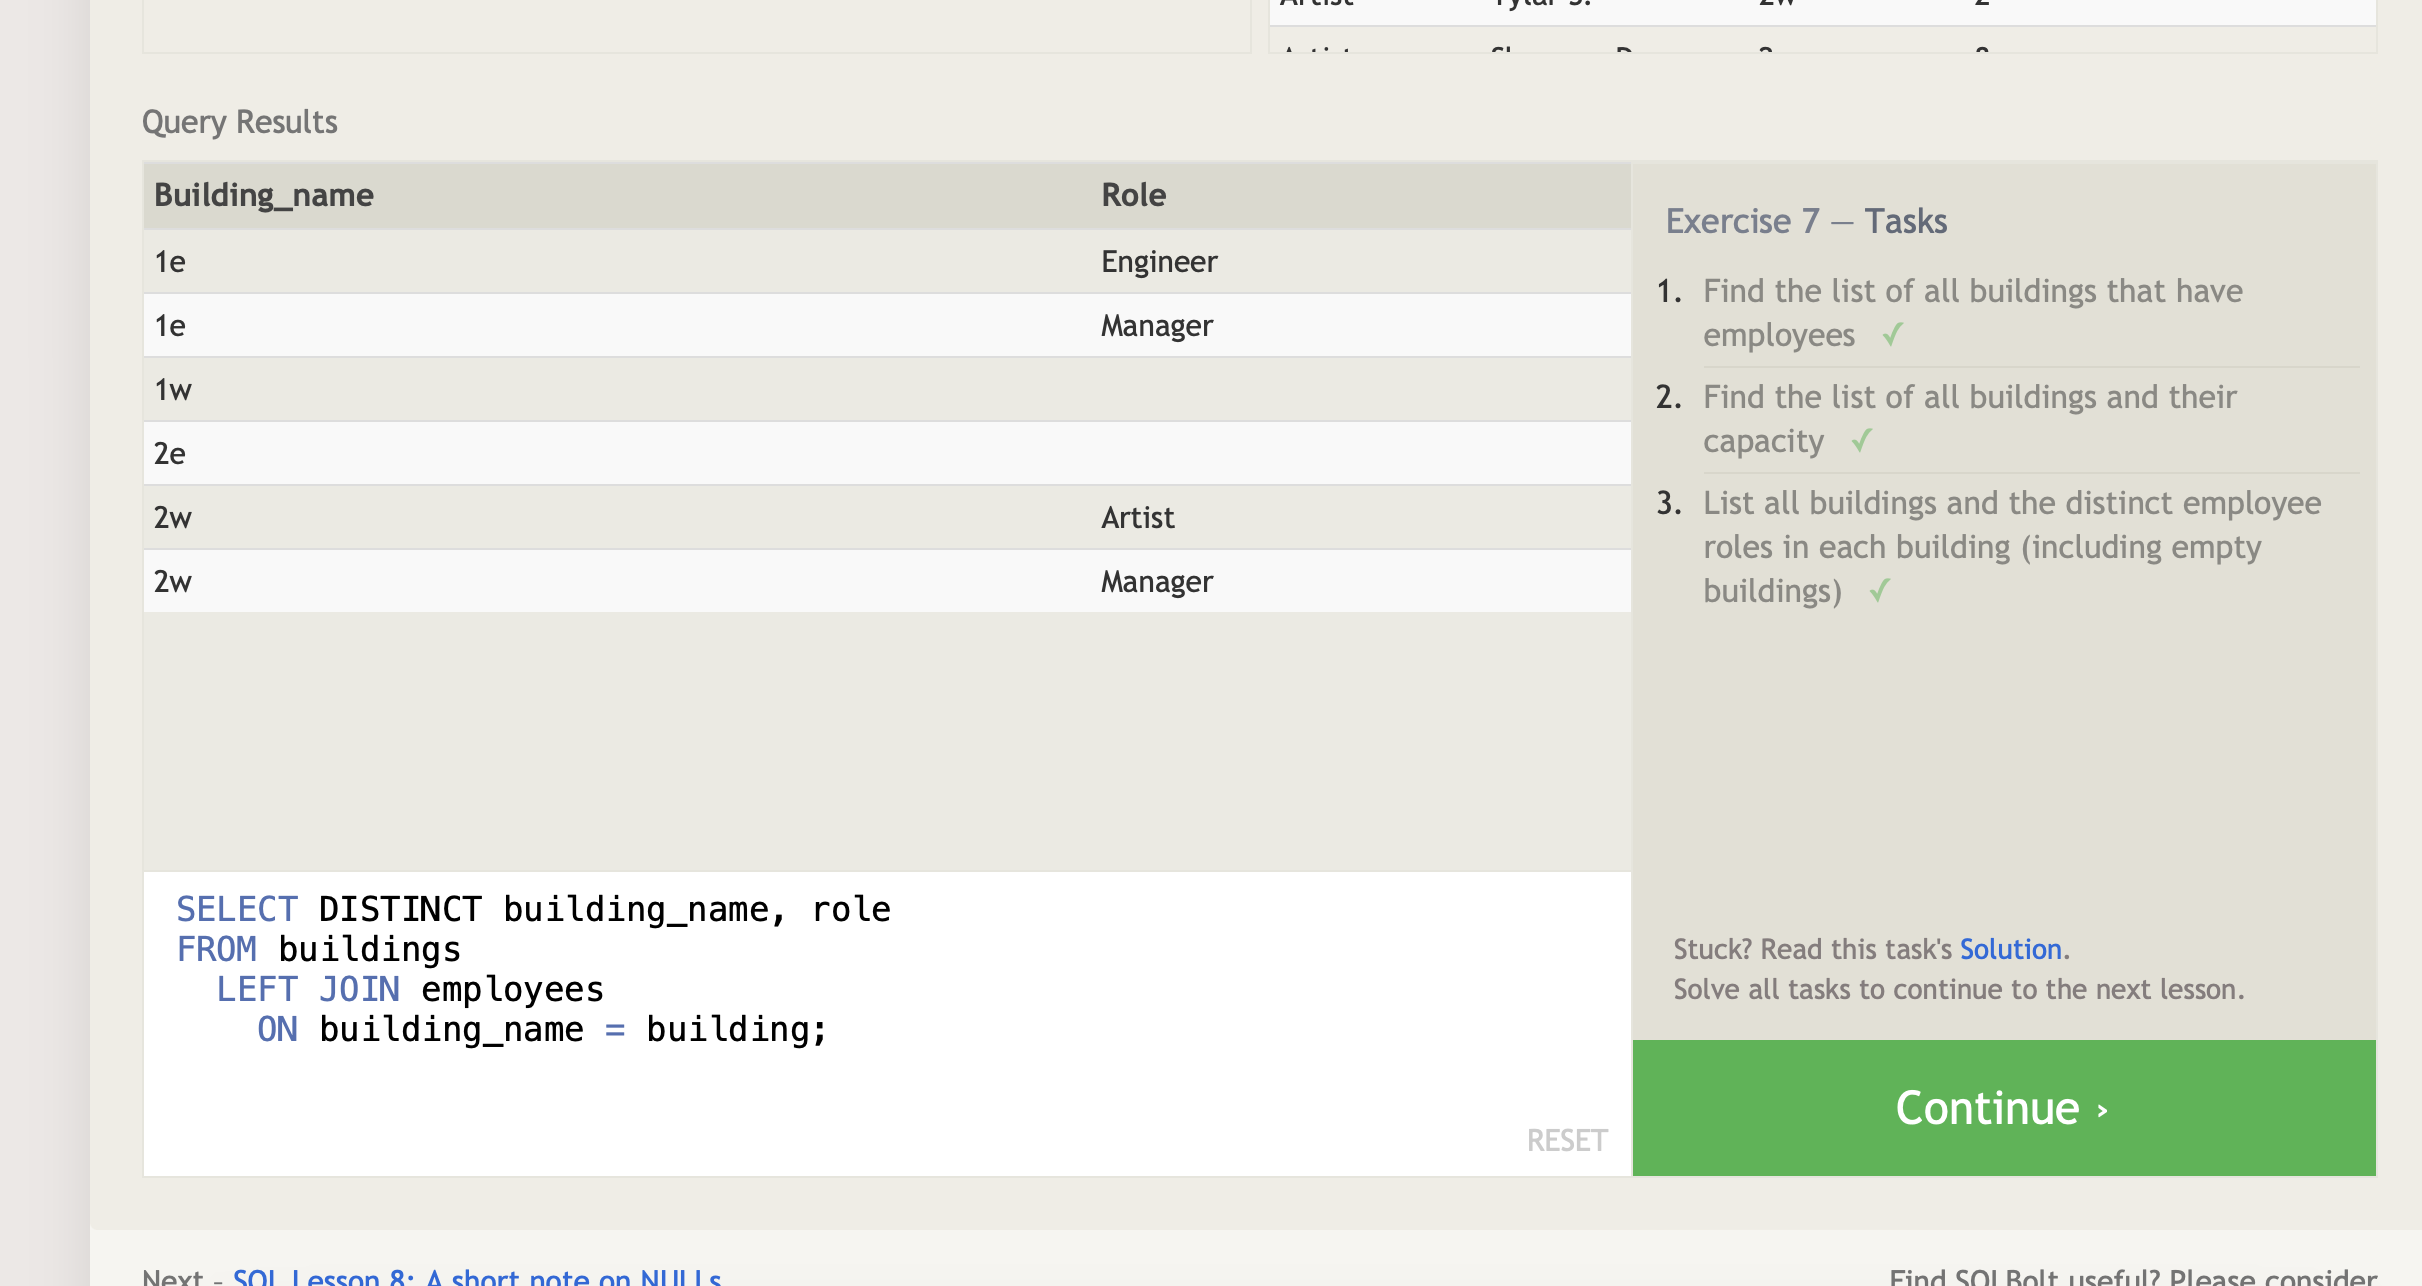 Artist Tylar S. 2w 2
Query Results
Building_name Role
1e Engineer
1e Manager
1w
2e
2w Artist
2w Manager
Exercise 7 — Tasks
1. Find the list of all buildings that have
employees ✓
2. Find the list of all buildings and their
capacity ✓
3. List all buildings and the distinct employee
roles in each building (including empty
buildings) ✓
SELECT DISTINCT building_name, role
FROM buildings
LEFT JOIN employees
ON building_name = building;
RESET
Stuck? Read this task's Solution.
Solve all tasks to continue to the next lesson.
Continue ›
Next – SQL Lesson 8: A short note on NULLs
Find SQLBolt useful? Please consider